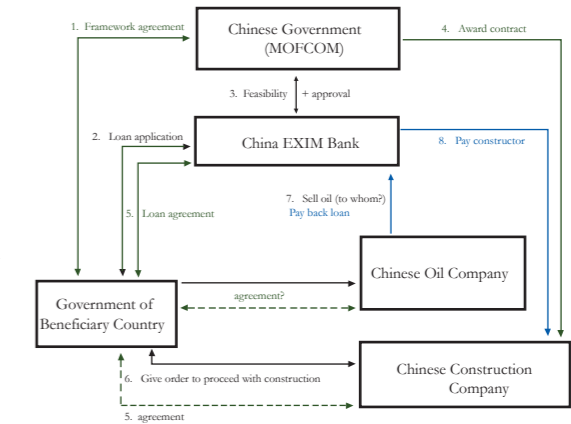 1. Framework agreement
Chinese Government
(MOFCOM)
4. Award contract
3. Feasibility + approval
2. Loan application
China EXIM Bank
8. Pay constructor
7. Sell oil (to whom?)
Pay back loan
5. Loan agreement
Chinese Oil Company
agreement?
Government of
Beneficiary Country
Chinese Construction
Company
6. Give order to proceed with construction
5. agreement